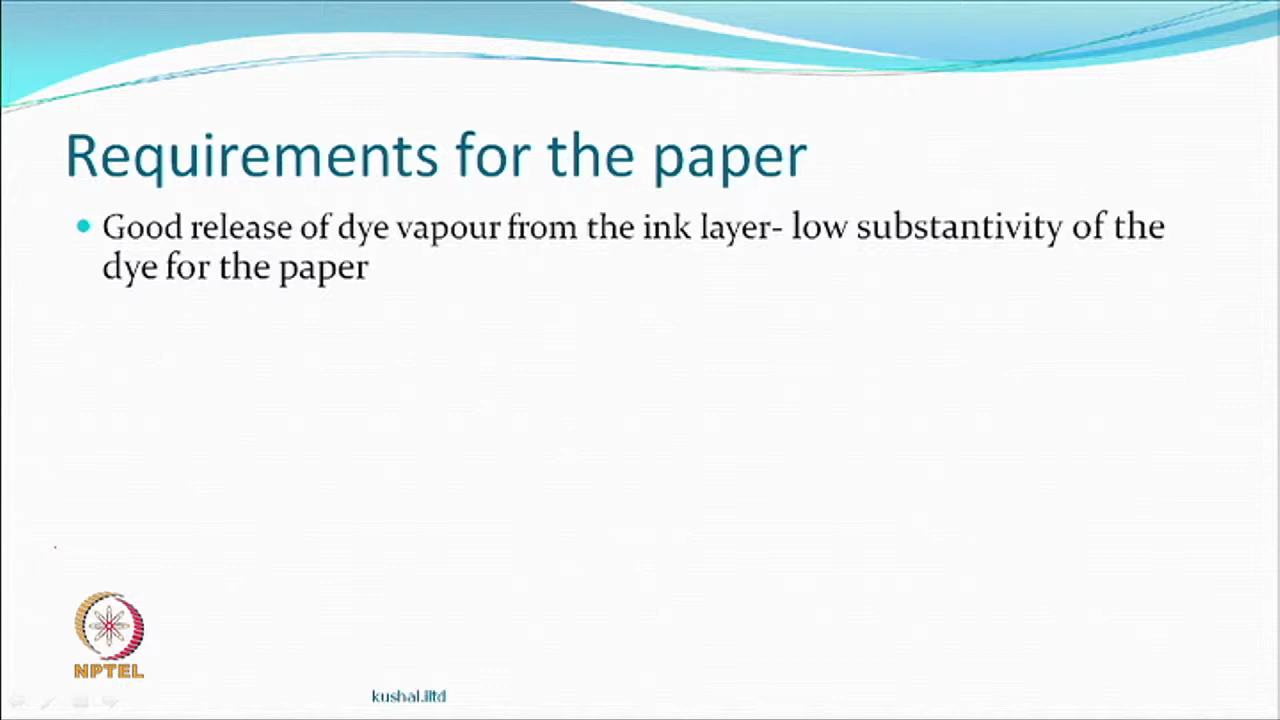 Requirements for the paper
Good release of dye vapour from the ink layer- low substantivity of the
dye for the paper
NPTEL
kushal.iitd